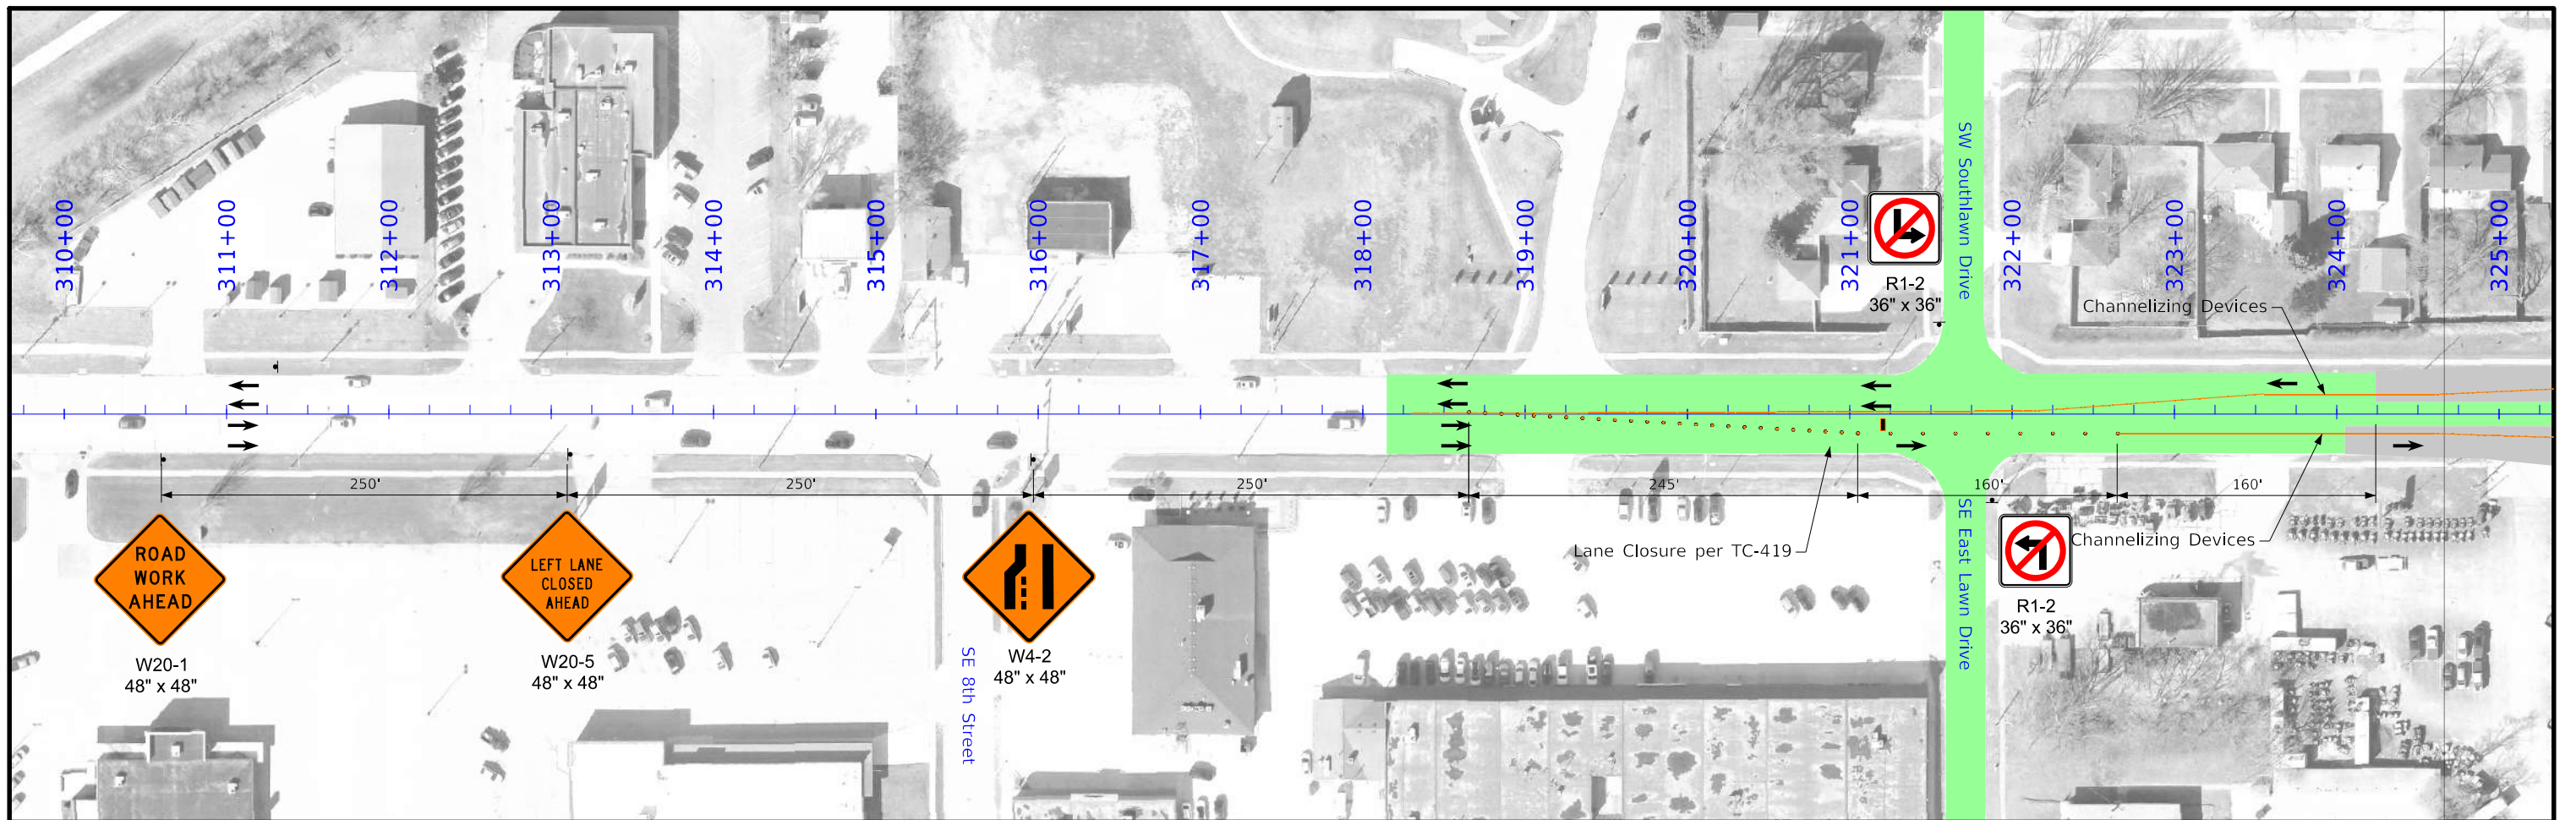 310+00
311+00
312+00
313+00
314+00
315+00
316+00
317+00
318+00
319+00
320+00
321+00
322+00
323+00
324+00
325+00
SW Southlawn Drive
R1-2
36" x 36"
Channelizing Devices
250'
250'
250'
245'
160'
160'
ROAD
WORK
AHEAD
W20-1
48" x 48"
LEFT LANE
CLOSED
AHEAD
W20-5
48" x 48"
SE 8th Street
W4-2
48" x 48"
Lane Closure per TC-419
SE East Lawn Drive
Channelizing Devices
R1-2
36" x 36"